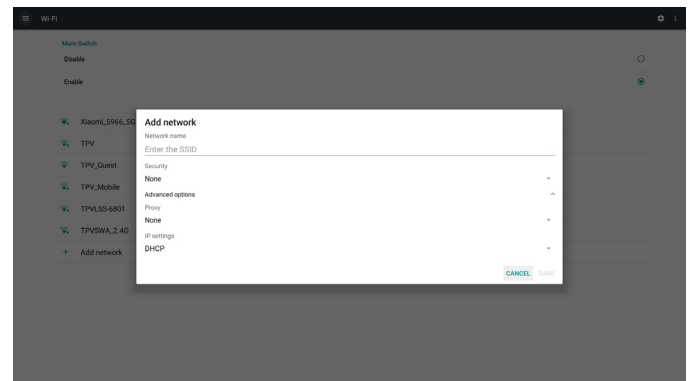 Wi-Fi
Main Switch
Disable
Enable
Xiaomi_5966_5G
TPV
TPV_Guest
TPV_Mobile
TPVLSS-6801
TPVSWA_2.4G
+ Add network
Add network
Network name
Enter the SSID
Security
None
Advanced options
Proxy
None
IP settings
DHCP
CANCEL SAVE